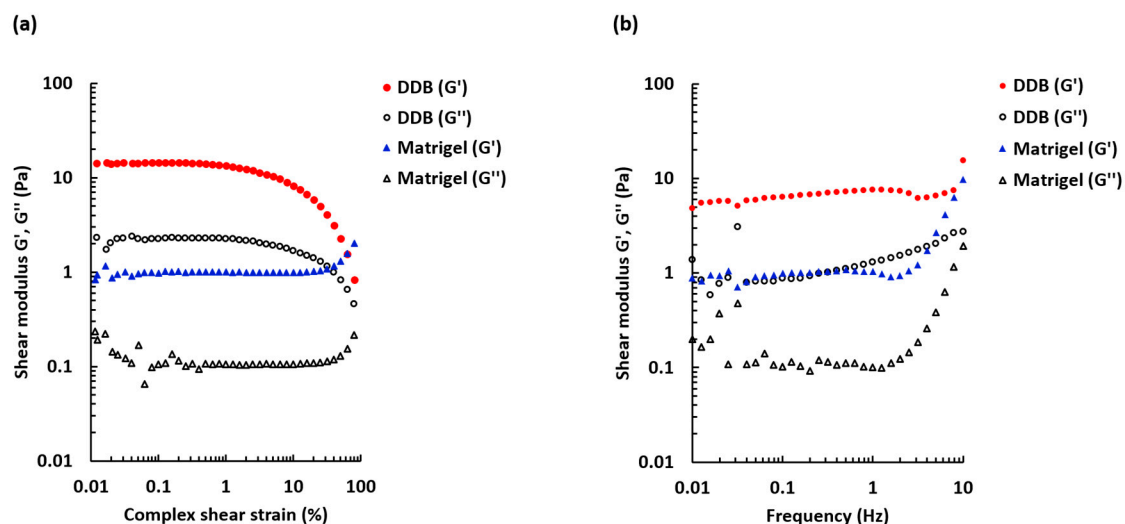 (a)
Shear modulus G', G'' (Pa)
100
10
1
0.1
0.01
0.01
0.1
1
10
100
Complex shear strain (%)
DDB (G')
DDB (G'')
Matrigel (G')
Matrigel (G'')
(b)
Shear modulus G', G'' (Pa)
100
10
1
0.1
0.01
0.01
0.1
1
10
Frequency (Hz)
DDB (G')
DDB (G'')
Matrigel (G')
Matrigel (G'')